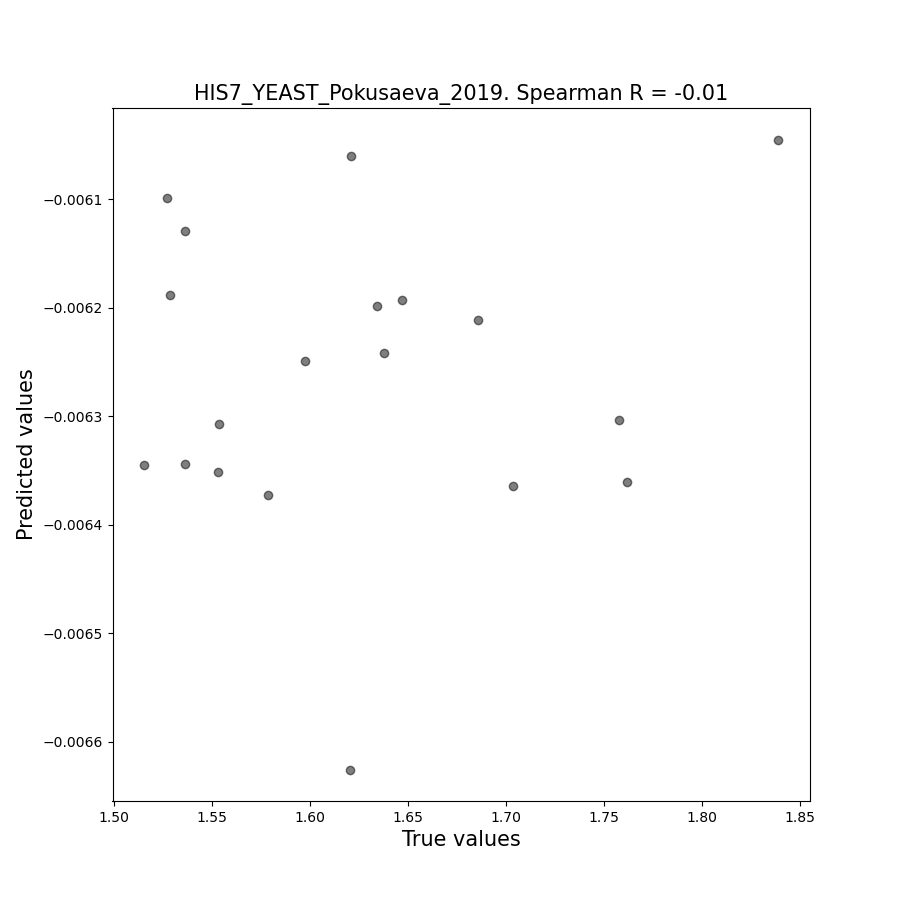 HIS7_YEAST_Pokusaeva_2019. Spearman R = -0.01
Predicted values
−0.0061
−0.0062
−0.0063
−0.0064
−0.0065
−0.0066
1.50 1.55 1.60 1.65 1.70 1.75 1.80 1.85
True values